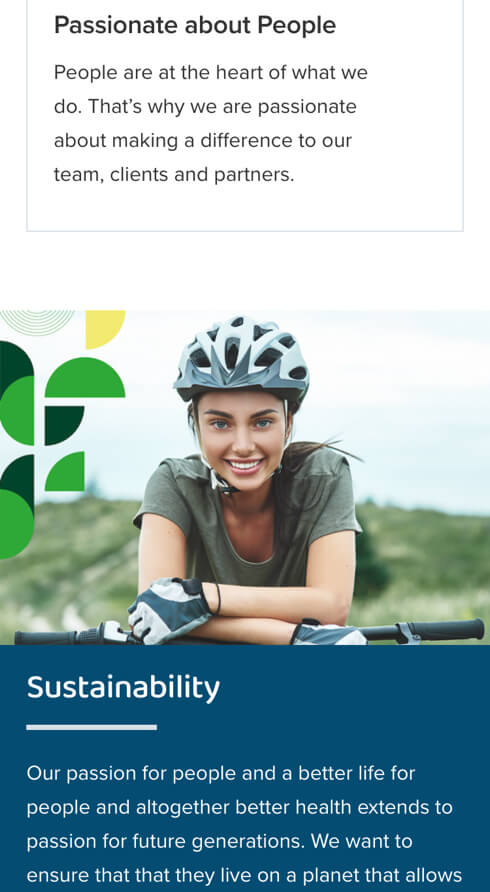 Passionate about People
People are at the heart of what we
do. That's why we are passionate
about making a difference to our
team, clients and partners.
Sustainability
Our passion for people and a better life for
people and altogether better health extends to
passion for future generations. We want to
ensure that that they live on a planet that allows